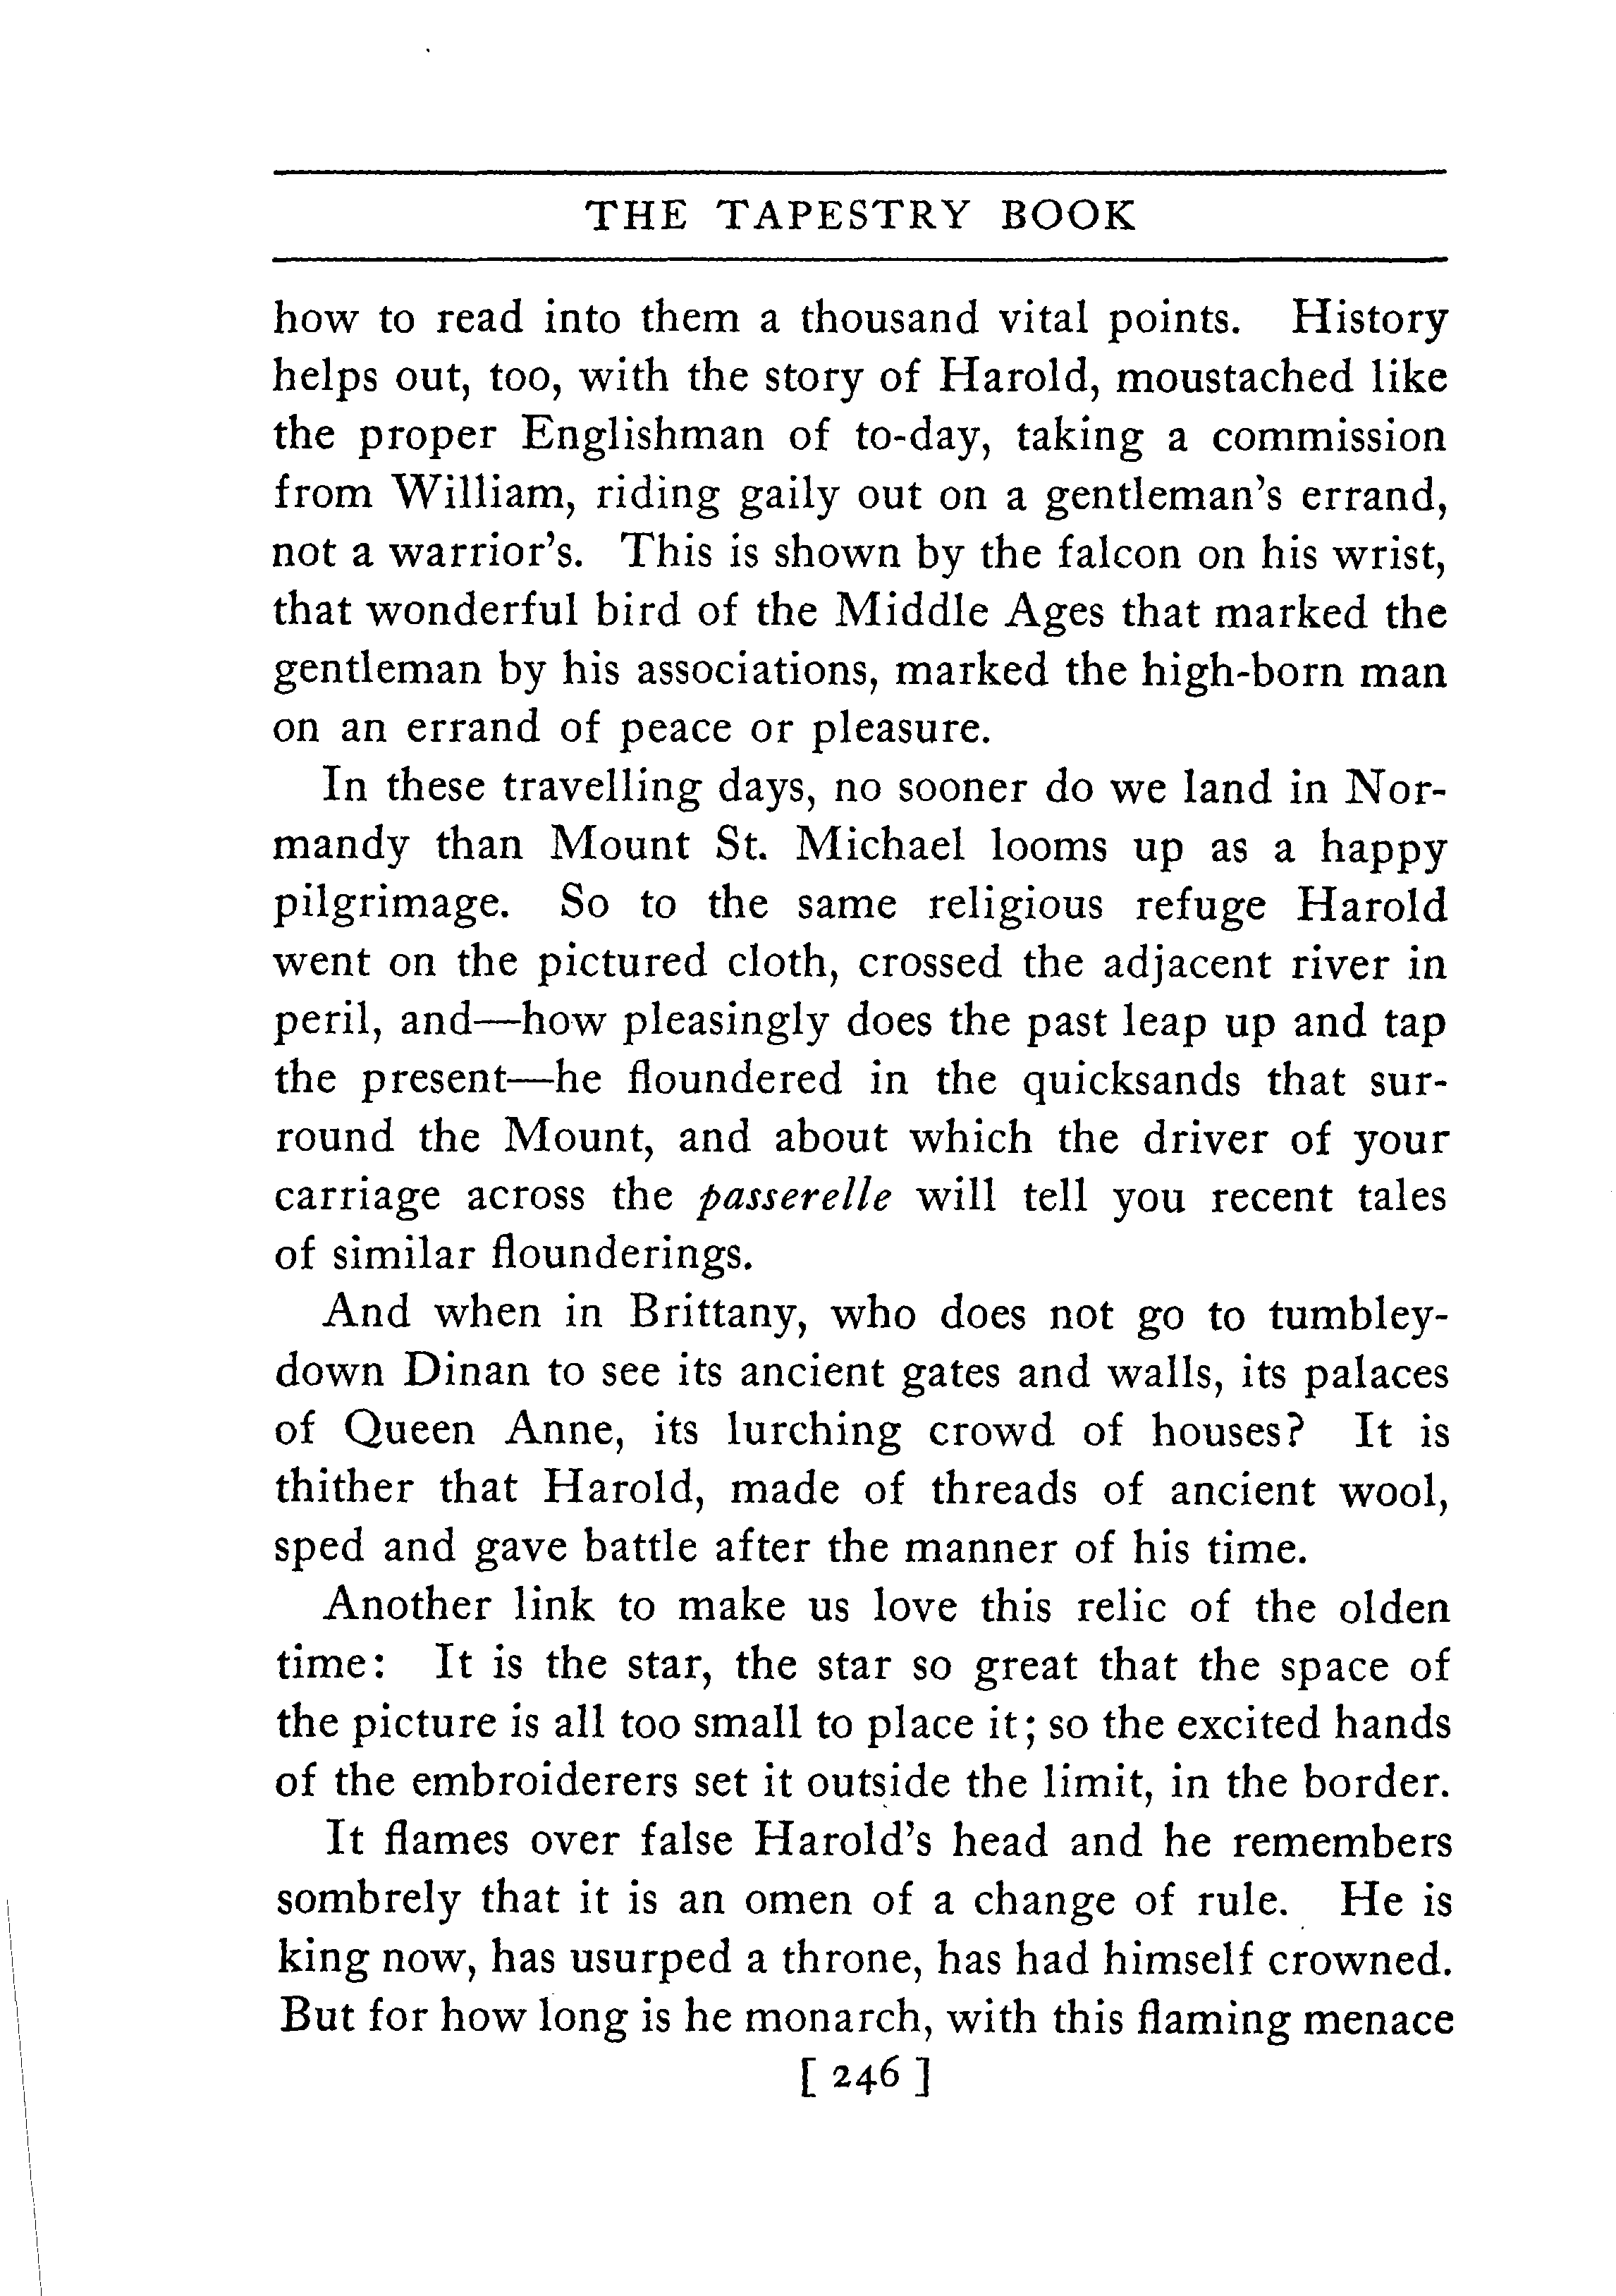 THE TAPESTRY BOOK
how to read into them a thousand vital points. History
helps out, too, with the story of Harold, moustached like
the proper Englishman of to-day, taking a commission
from William, riding gaily out on a gentleman's errand,
not a warrior's. This is shown by the falcon on his wrist,
that wonderful bird of the Middle Ages that marked the
gentleman by his associations, marked the high-born man
on an errand of peace or pleasure.
In these travelling days, no sooner do we land in Nor-
mandy than Mount St. Michael looms up as a happy
pilgrimage. So to the same religious refuge Harold
went on the pictured cloth, crossed the adjacent river in
peril, and—how pleasingly does the past leap up and tap
the present—he floundered in the quicksands that sur-
round the Mount, and about which the driver of your
carriage across the passerelle will tell you recent tales
of similar flounderings.
And when in Brittany, who does not go to tumbley-
down Dinan to see its ancient gates and walls, its palaces
of Queen Anne, its lurching crowd of houses? It is
thither that Harold, made of threads of ancient wool,
sped and gave battle after the manner of his time.
Another link to make us love this relic of the olden
time: It is the star, the star so great that the space of
the picture is all too small to place it; so the excited hands
of the embroiderers set it outside the limit, in the border.
It flames over false Harold's head and he remembers
sombrely that it is an omen of a change of rule. He is
king now, has usurped a throne, has had himself crowned.
But for how long is he monarch, with this flaming menace
[ 246 ]